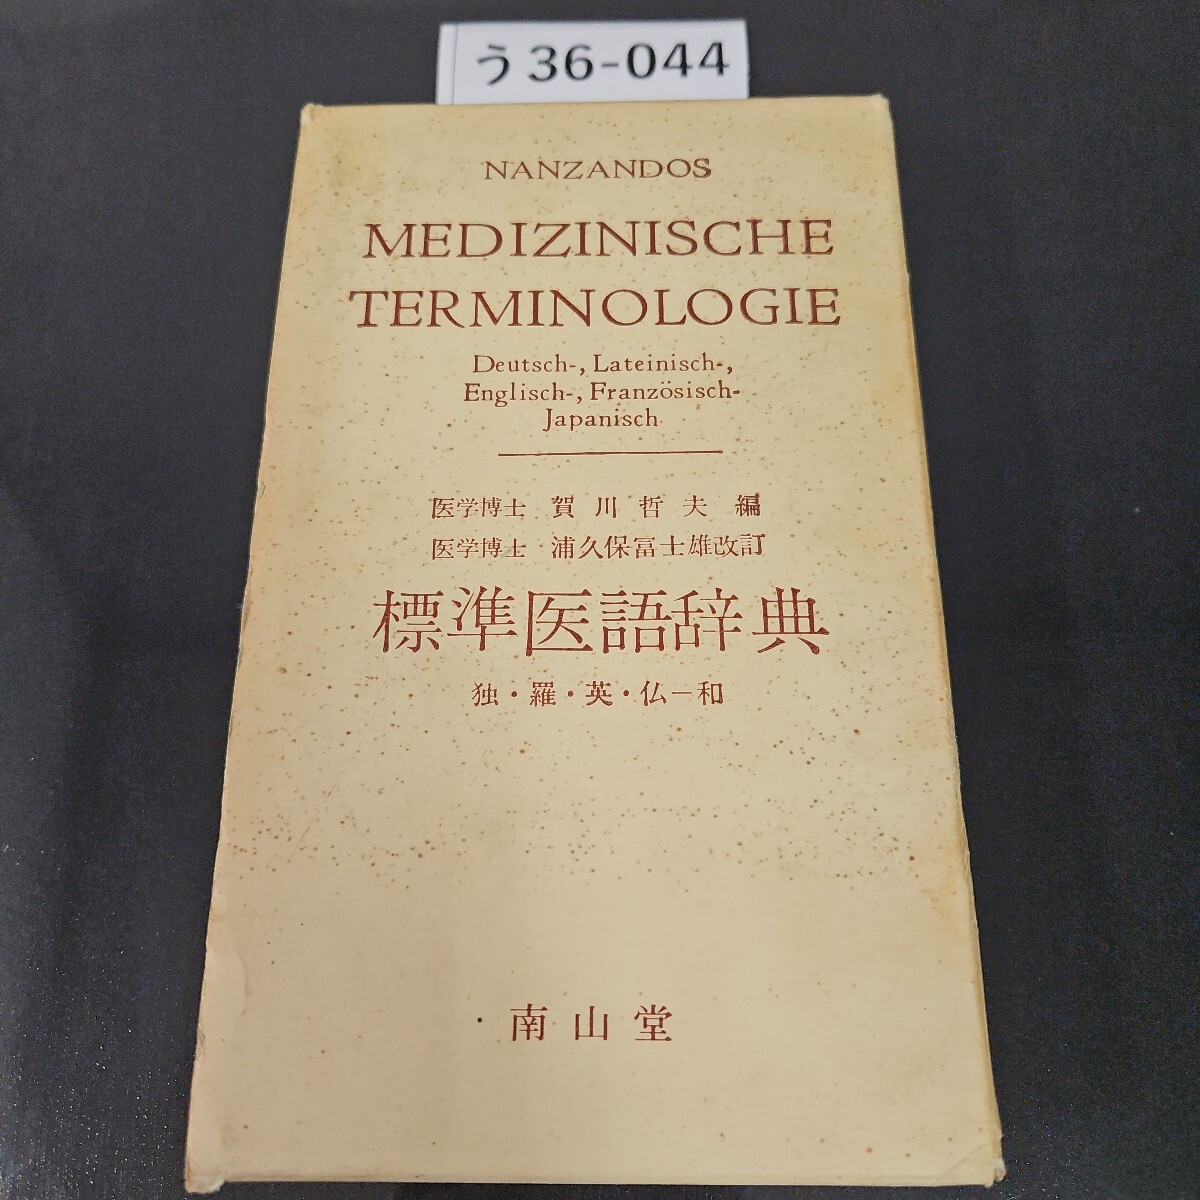 う36-044
NANZANDOS
MEDIZINISCHE
TERMINOLOGIE
Deutsch-, Lateinisch-,
Englisch-, Französisch-
Japanisch
医学博士 賀川哲夫 編
医学博士 浦久保冨士雄改訂
標準医語辞典
独・羅・英・仏－和
南山堂